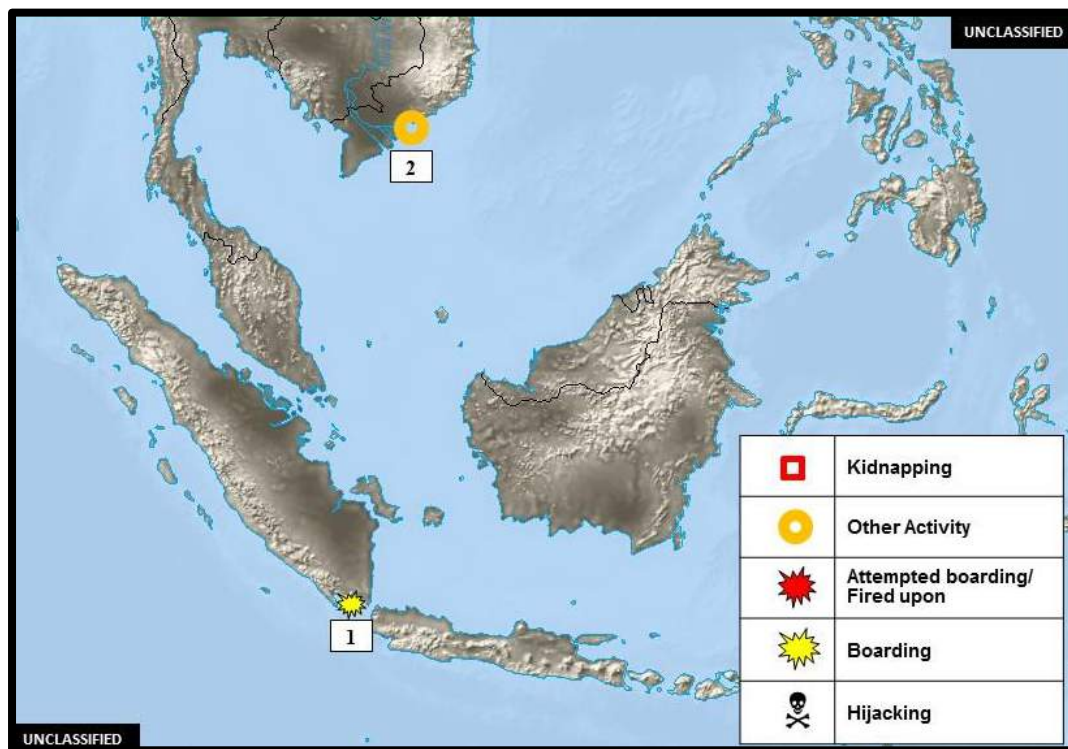 UNCLASSIFIED
2
Kidnapping
Other Activity
Attempted boarding/
Fired upon
1
Boarding
Hijacking
UNCLASSIFIED